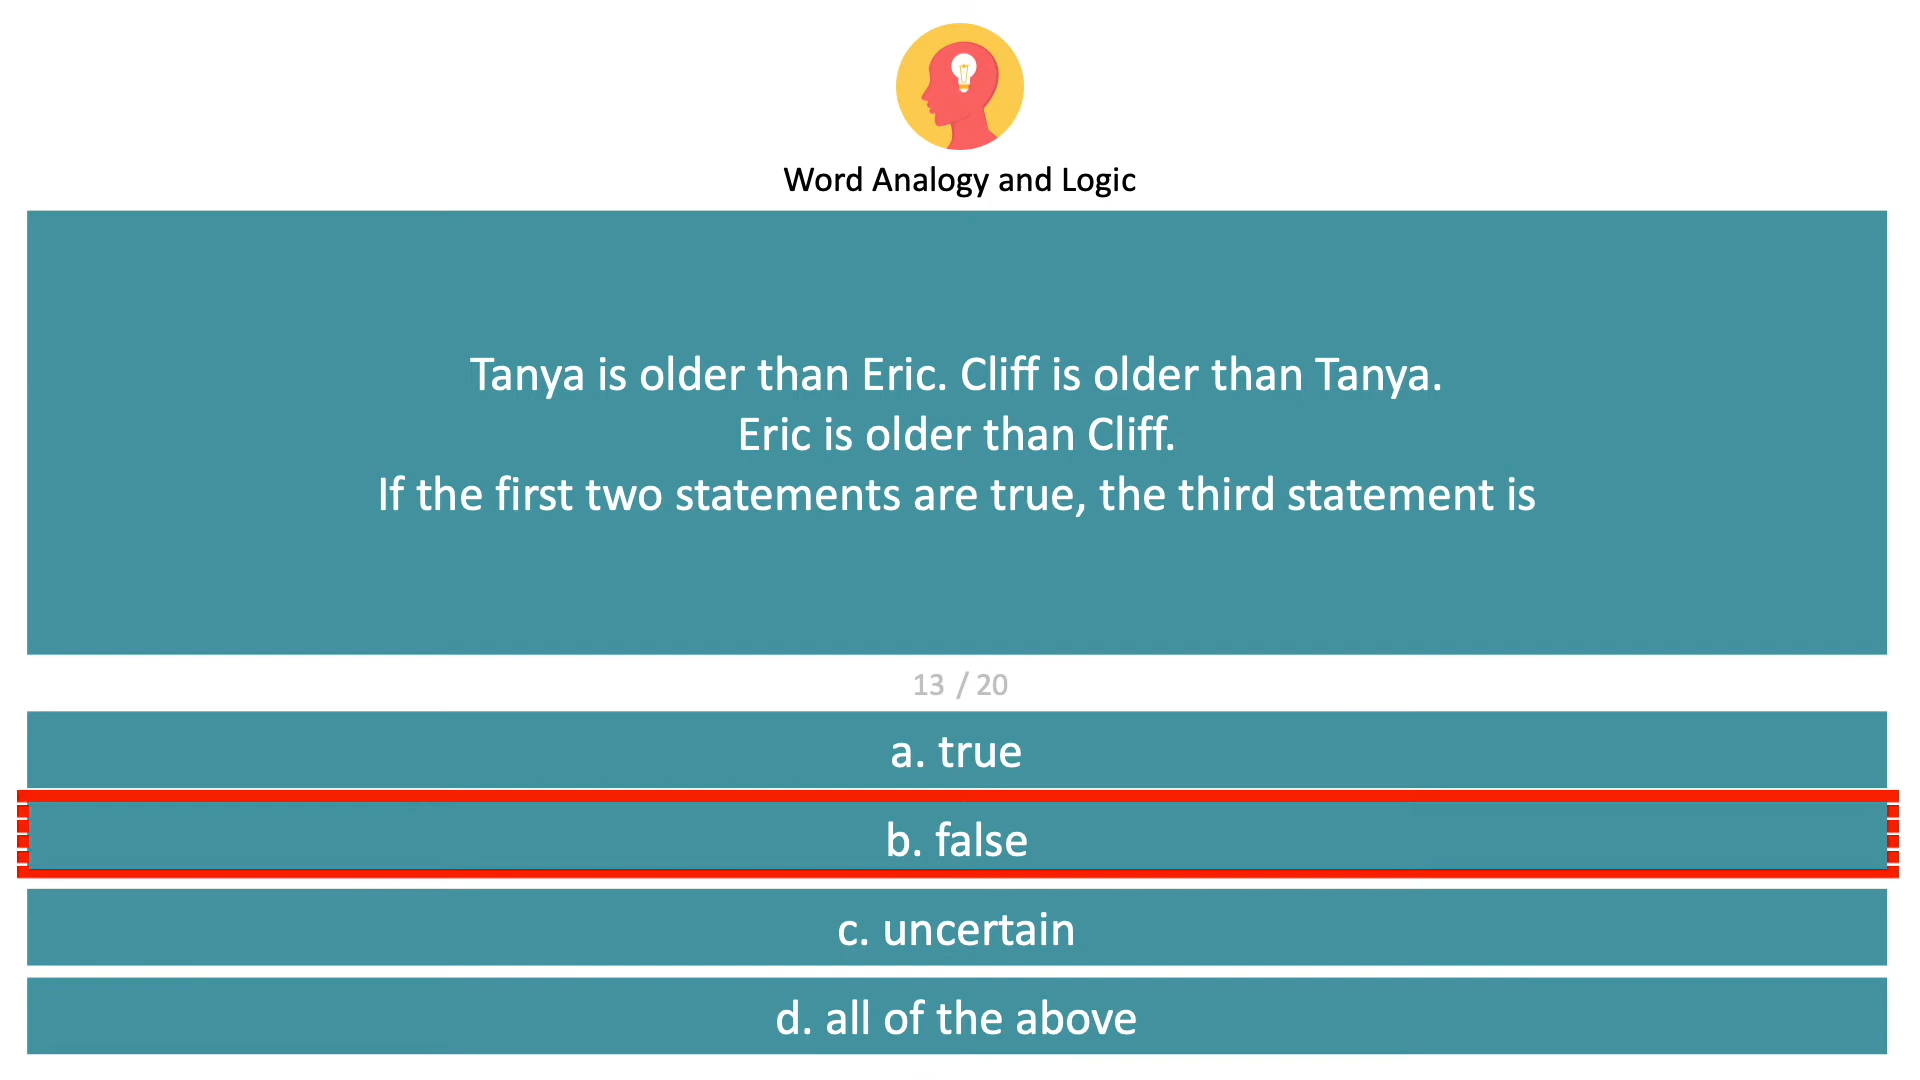 Word Analogy and Logic
Tanya is older than Eric. Cliff is older than Tanya.
Eric is older than Cliff.
If the first two statements are true, the third statement is
13 / 20
a. true
b. false
c. uncertain
d. all of the above